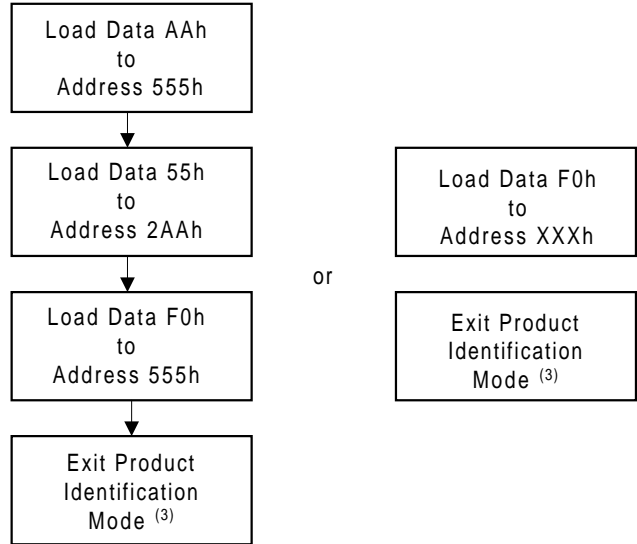 Load Data AAh
to
Address 555h
Load Data 55h
to
Address 2AAh
Load Data F0h
to
Address 555h
Exit Product
Identification
Mode (3)
or
Load Data F0h
to
Address XXXh
Exit Product
Identification
Mode (3)